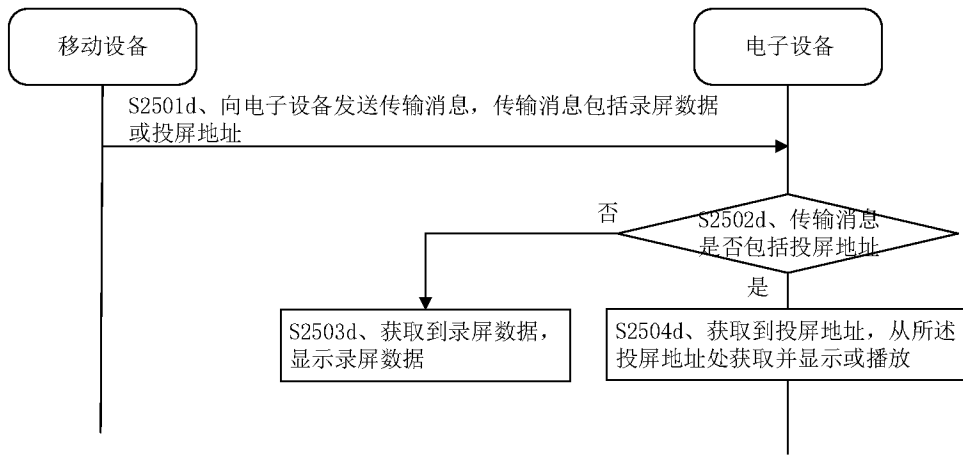 移动设备
电子设备
S2501d、向电子设备发送传输消息，传输消息包括录屏数据
或投屏地址
否
S2502d、传输消息
是否包括投屏地址
是
S2503d、获取到录屏数据，
显示录屏数据
S2504d、获取到投屏地址，从所述
投屏地址处获取并显示或播放